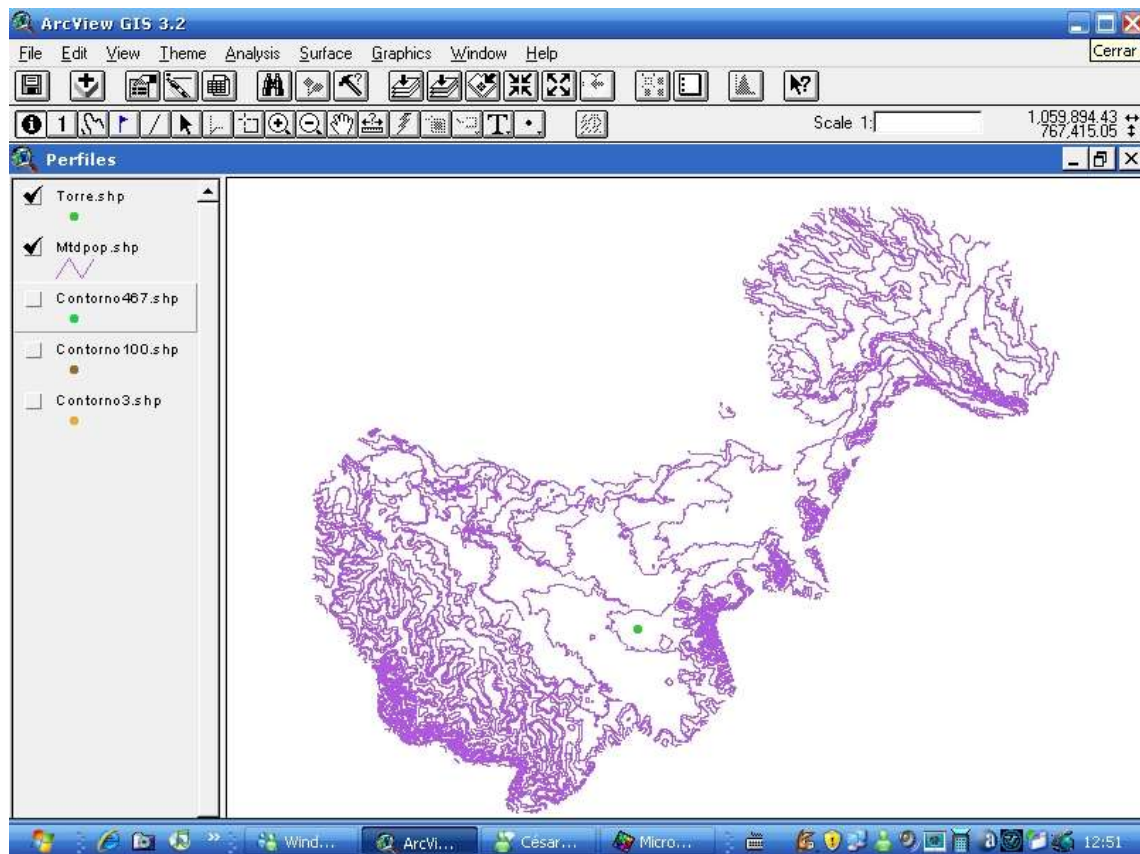 ArcView GIS 3.2
File Edit View Theme Analysis Surface Graphics Window Help
Cerrar
1 T
Scale 1:
1,059,894.43
767,415.05
Perfiles
Torre.shp
Mtdpop.shp
Contorno467.shp
Contorno100.shp
Contorno3.shp
Wind...
ArcVi...
César...
Micro...
12:51